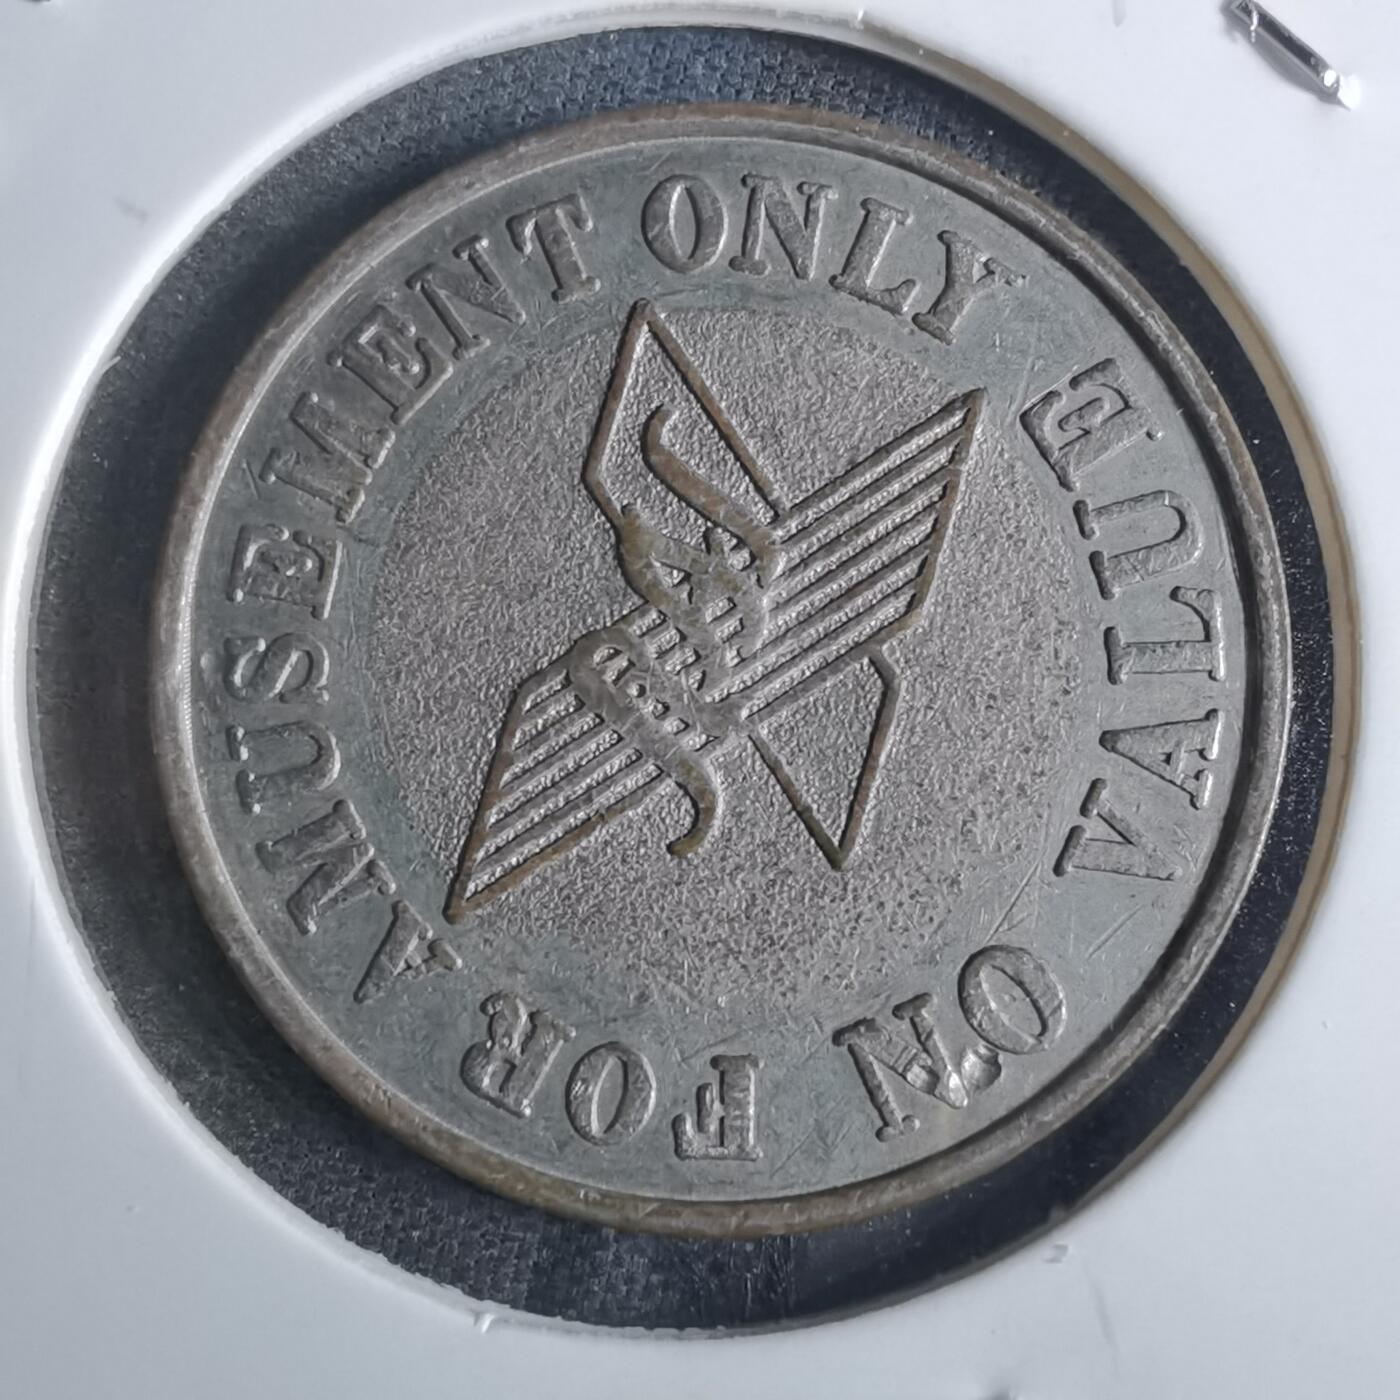 FOR AMUSEMENT ONLY
NO VALUE